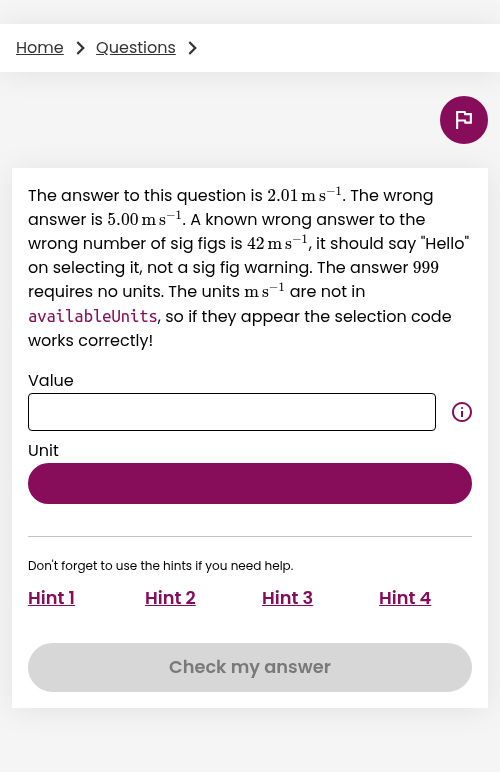 Home > Questions >
The answer to this question is 2.01 m s⁻¹. The wrong
answer is 5.00 m s⁻¹. A known wrong answer to the
wrong number of sig figs is 42 m s⁻¹, it should say "Hello"
on selecting it, not a sig fig warning. The answer 999
requires no units. The units m s⁻¹ are not in
availableUnits, so if they appear the selection code
works correctly!
Value
Unit
Don't forget to use the hints if you need help.
Hint 1 Hint 2 Hint 3 Hint 4
Check my answer